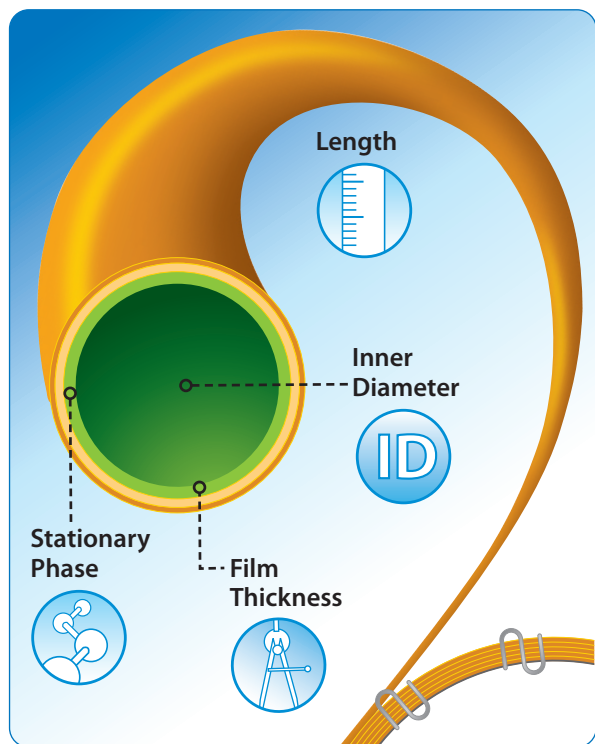 Length
Inner
Diameter
ID
Stationary
Phase
Film
Thickness